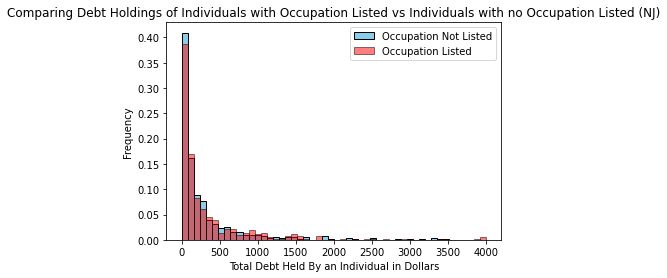 Comparing Debt Holdings of Individuals with Occupation Listed vs Individuals with no Occupation Listed (NJ)
Occupation Not Listed
Occupation Listed
Frequency
0.40
0.35
0.30
0.25
0.20
0.15
0.10
0.05
0.00
0 500 1000 1500 2000 2500 3000 3500 4000
Total Debt Held By an Individual in Dollars